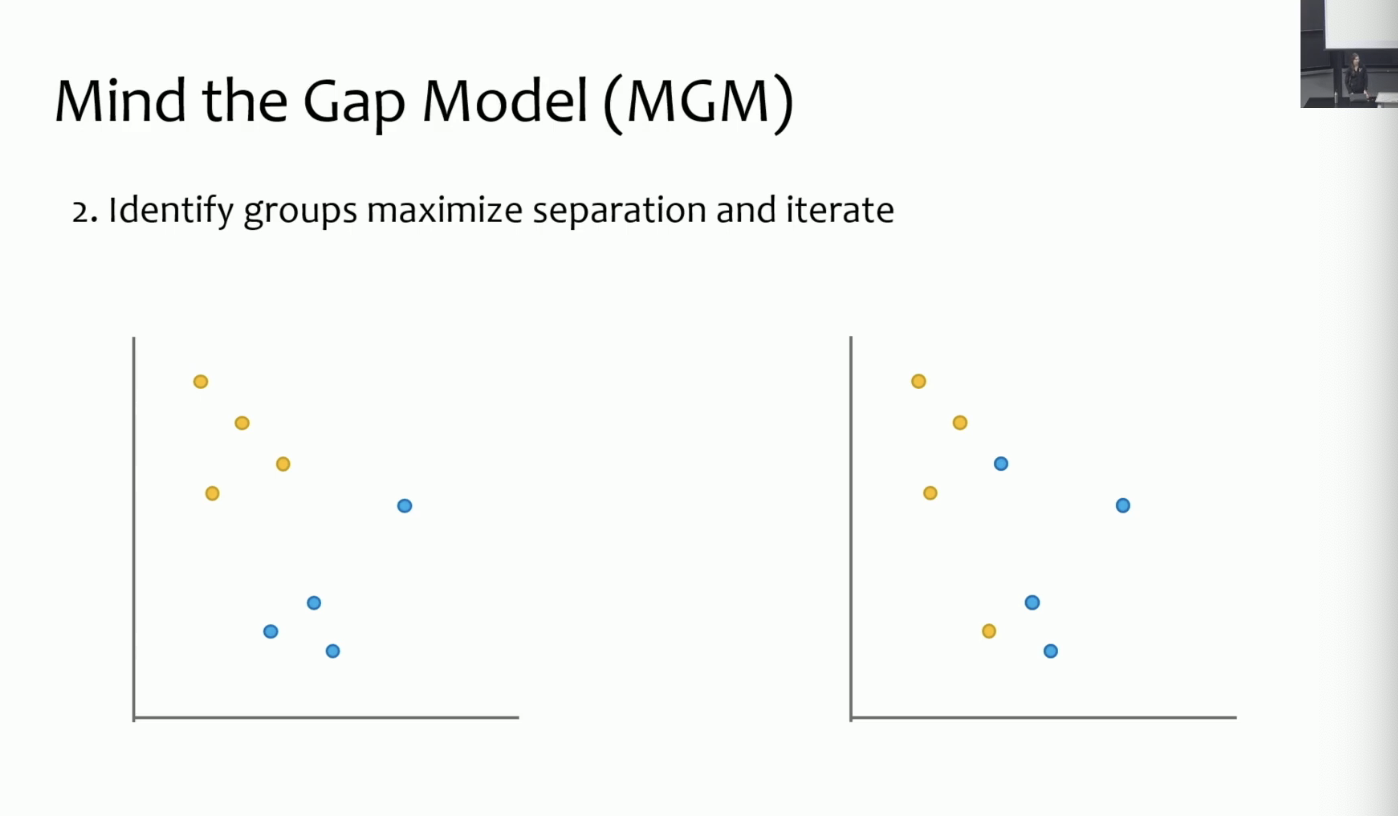 Mind the Gap Model (MGM)
2. Identify groups maximize separation and iterate